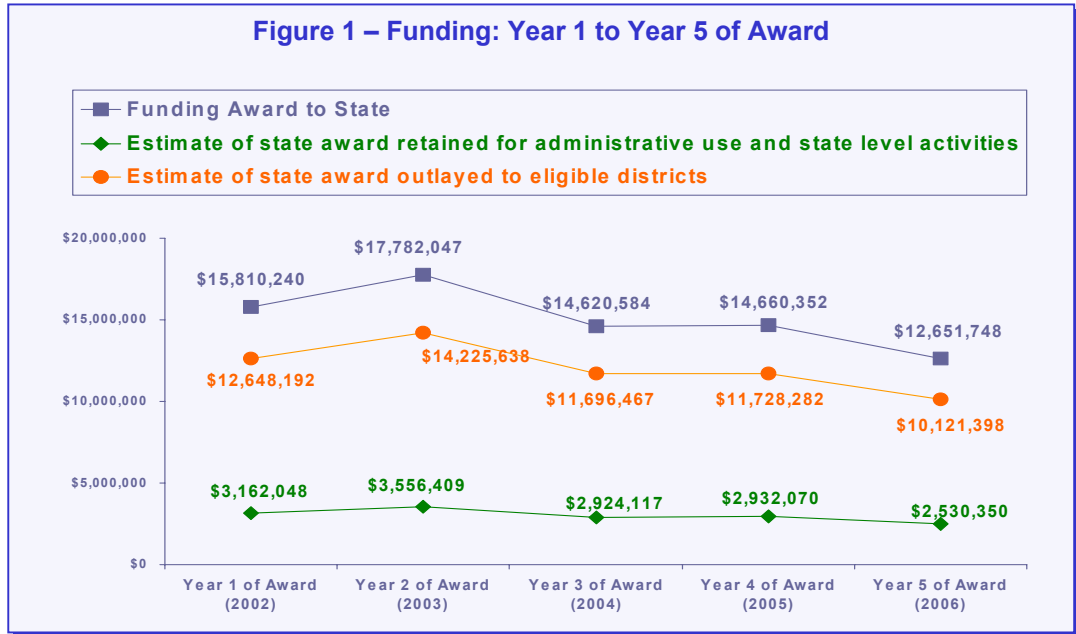 Figure 1 – Funding: Year 1 to Year 5 of Award
Funding Award to State
Estimate of state award retained for administrative use and state level activities
Estimate of state award outlayed to eligible districts
$20,000,000
$15,000,000
$10,000,000
$5,000,000
$0
$15,810,240
$17,782,047
$14,620,584
$14,660,352
$12,651,748
$12,648,192
$14,225,638
$11,696,467
$11,728,282
$10,121,398
$3,162,048
$3,556,409
$2,924,117
$2,932,070
$2,530,350
Year 1 of Award
(2002)
Year 2 of Award
(2003)
Year 3 of Award
(2004)
Year 4 of Award
(2005)
Year 5 of Award
(2006)